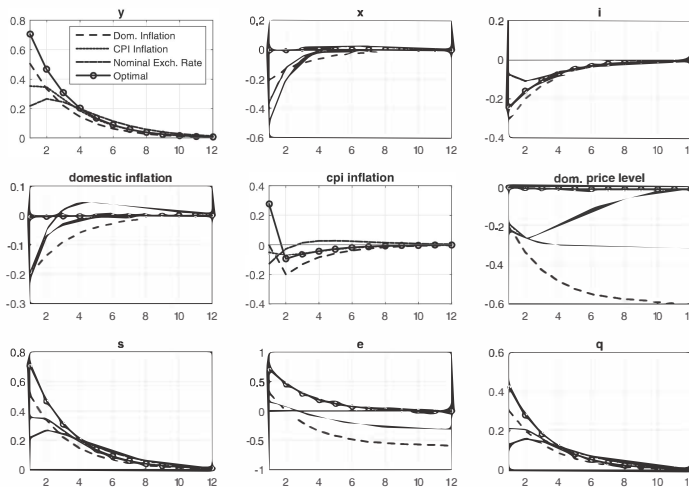 y
0.8
0.6
0.4
0.2
0
2 4 6 8 10 12
Dom. Inflation
CPI Inflation
Nominal Exch. Rate
Optimal
x
0.2
0
-0.2
-0.4
-0.6
2 4 6 8 10 12
i
0.2
0
-0.2
-0.4
2 4 6 8 10 12
domestic inflation
0.1
0
-0.1
-0.2
-0.3
2 4 6 8 10 12
cpi inflation
0.4
0.2
0
-0.2
-0.4
2 4 6 8 10 12
dom. price level
0
-0.2
-0.4
-0.6
2 4 6 8 10 12
s
0.8
0.6
0.4
0.2
0
2 4 6 8 10 12
e
1
0.5
0
-0.5
-1
2 4 6 8 10 12
q
0.6
0.4
0.2
0
2 4 6 8 10 12